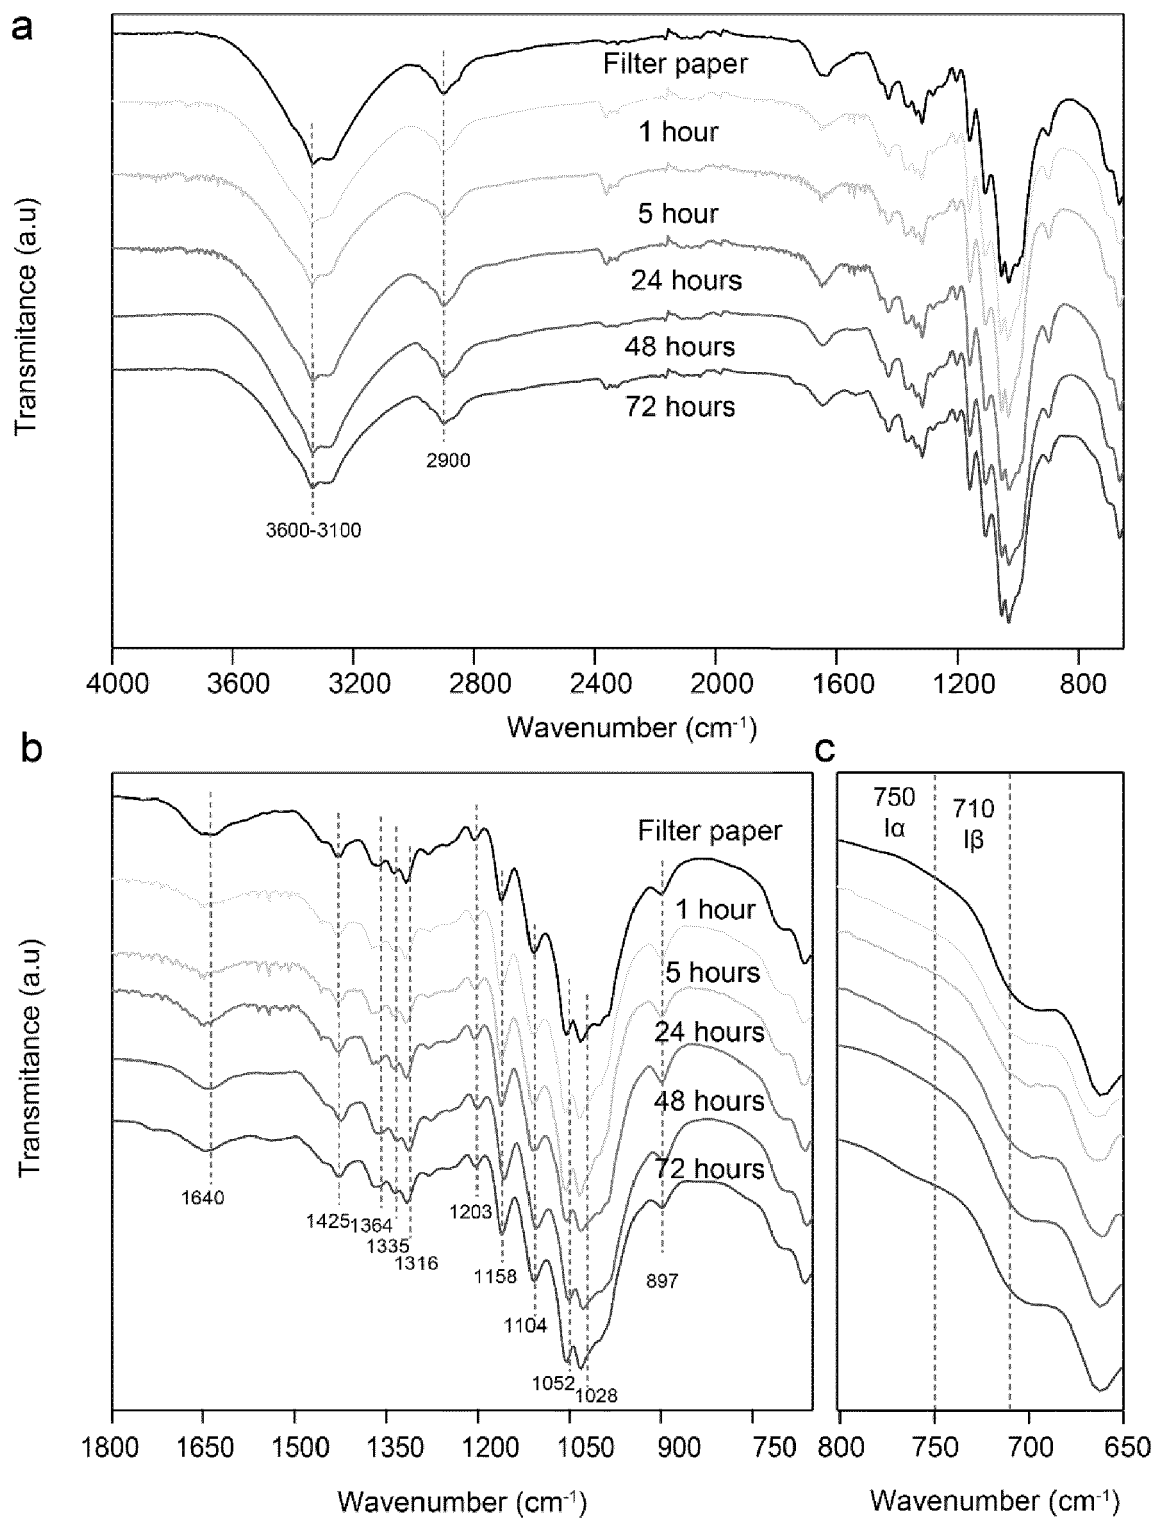 a
Filter paper
1 hour
5 hour
24 hours
48 hours
72 hours
2900
3600-3100
Transmitance (a.u)
4000 3600 3200 2800 2400 2000 1600 1200 800
Wavenumber (cm⁻¹)
b
Filter paper
1 hour
5 hours
24 hours
48 hours
72 hours
1640
1425
1364
1335
1316
1203
1158
1104
1052
1028
897
Transmitance (a.u)
1800 1650 1500 1350 1200 1050 900 750
Wavenumber (cm⁻¹)
c
750
Iα
710
Iβ
800 750 700 650
Wavenumber (cm⁻¹)